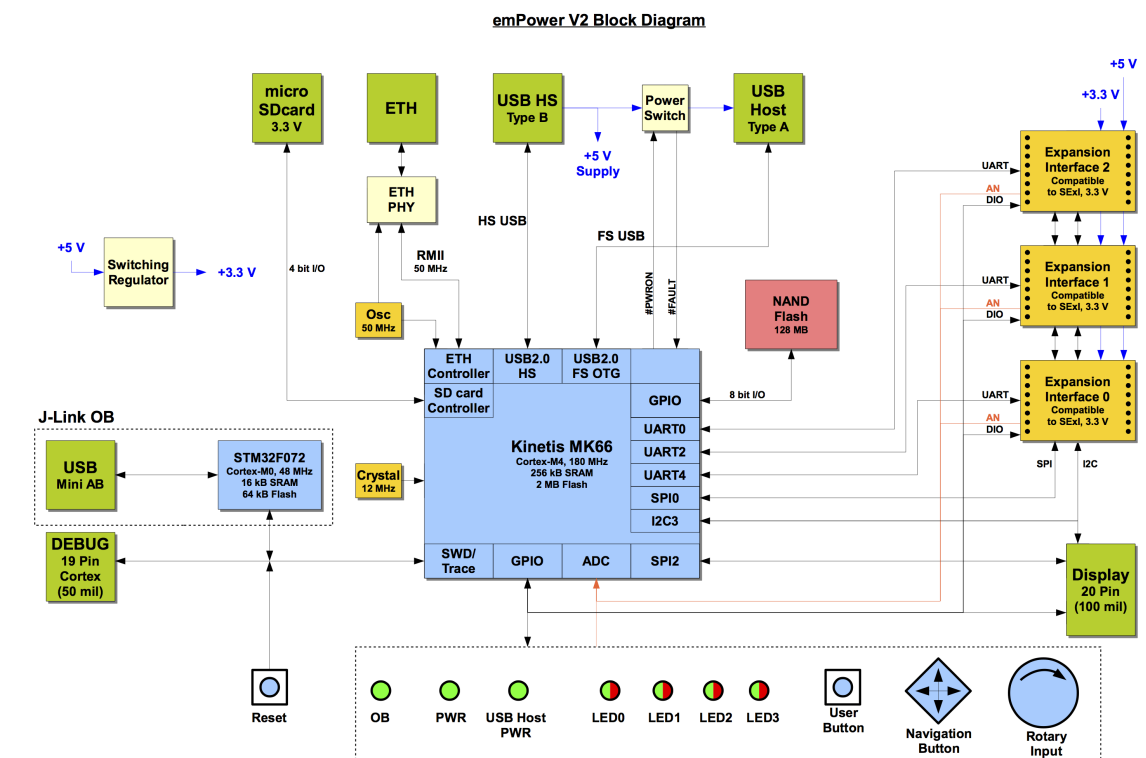 emPower V2 Block Diagram
+5 V
+3.3 V
micro
SDcard
3.3 V
ETH
USB HS
Type B
Power
Switch
USB
Host
Type A
+5 V
Supply
ETH
PHY
HS USB
FS USB
RMII
50 MHz
4 bit I/O
#PWRON
#FAULT
+5 V
Switching
Regulator
+3.3 V
Osc
50 MHz
NAND
Flash
128 MB
8 bit I/O
UART
AN
DIO
Expansion
Interface 2
Compatible
to SExI, 3.3 V
UART
AN
DIO
Expansion
Interface 1
Compatible
to SExI, 3.3 V
UART
AN
DIO
Expansion
Interface 0
Compatible
to SExI, 3.3 V
SPI
I2C
ETH
Controller
USB2.0
HS
USB2.0
FS OTG
SD card
Controller
GPIO
UART0
UART2
UART4
SPI0
I2C3
Kinetis MK66
Cortex-M4, 180 MHz
256 kB SRAM
2 MB Flash
SWD/
Trace
GPIO
ADC
SPI2
Crystal
12 MHz
J-Link OB
USB
Mini AB
STM32F072
Cortex-M0, 48 MHz
16 kB SRAM
64 kB Flash
DEBUG
19 Pin
Cortex
(50 mil)
Display
20 Pin
(100 mil)
Reset
OB
PWR
USB Host
PWR
LED0
LED1
LED2
LED3
User
Button
Navigation
Button
Rotary
Input